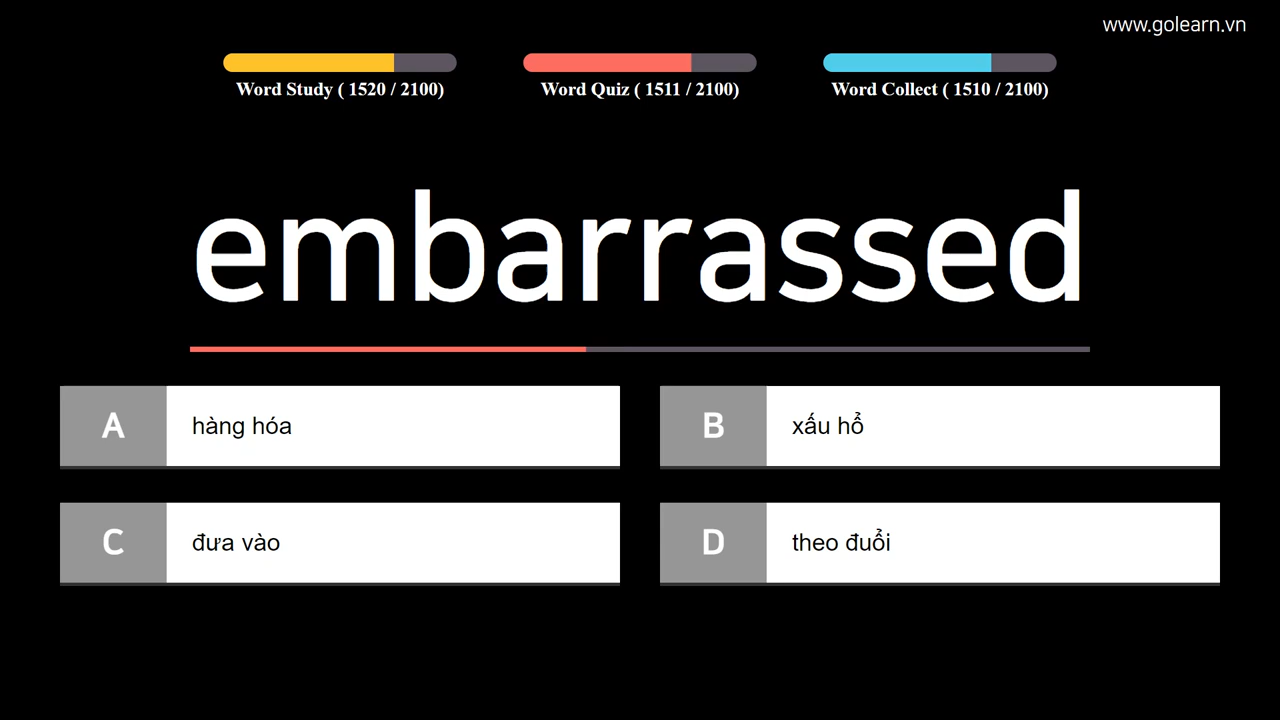 www.golearn.vn
Word Study ( 1520 / 2100)
Word Quiz ( 1511 / 2100)
Word Collect ( 1510 / 2100)
embarrassed
A hàng hóa
B xấu hổ
C đưa vào
D theo đuổi